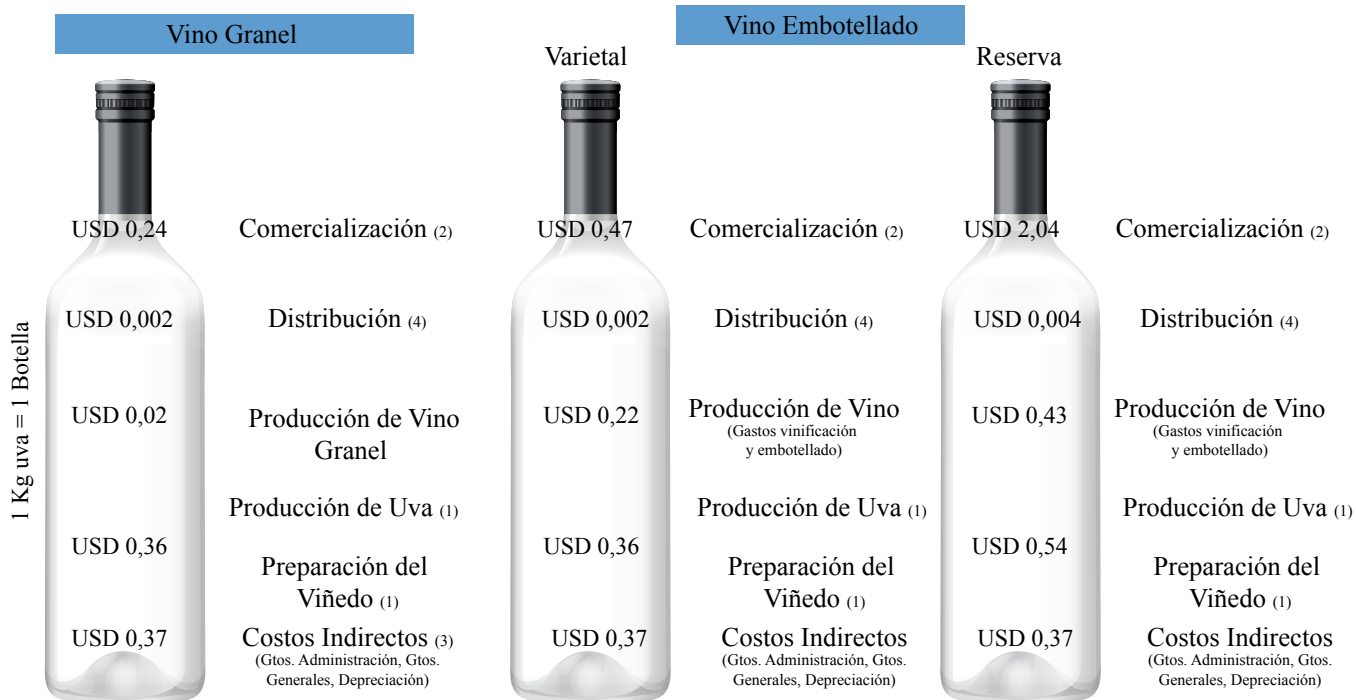 Vino Granel
Vino Embotellado
Varietal
Reserva
1 Kg uva = 1 Botella
USD 0,24
Comercialización (2)
USD 0,002
Distribución (4)
USD 0,02
Producción de Vino
Granel
Producción de Uva (1)
USD 0,36
Preparación del
Viñedo (1)
USD 0,37
Costos Indirectos (3)
(Gtos. Administración, Gtos.
Generales, Depreciación)
USD 0,47
Comercialización (2)
USD 0,002
Distribución (4)
USD 0,22
Producción de Vino
(Gastos vinificación
y embotellado)
Producción de Uva (1)
USD 0,36
Preparación del
Viñedo (1)
USD 0,37
Costos Indirectos
(Gtos. Administración, Gtos.
Generales, Depreciación)
USD 2,04
Comercialización (2)
USD 0,004
Distribución (4)
USD 0,43
Producción de Vino
(Gastos vinificación
y embotellado)
Producción de Uva (1)
USD 0,54
Preparación del
Viñedo (1)
USD 0,37
Costos Indirectos
(Gtos. Administración, Gtos.
Generales, Depreciación)